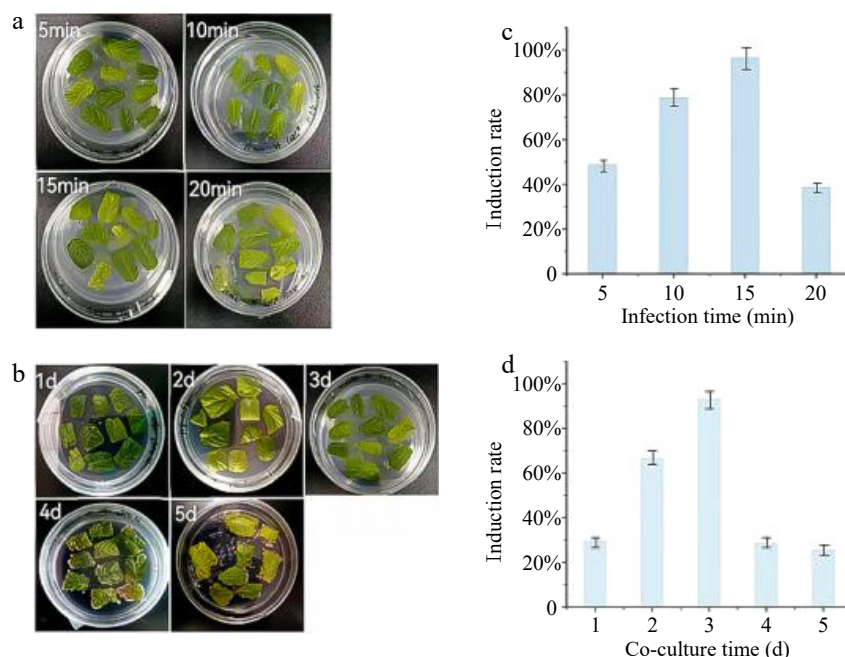 a
5min
10min
15min
20min
b
1d
2d
3d
4d
5d
c
100%
80%
60%
40%
20%
0
Induction rate
5
10
15
20
Infection time (min)
d
100%
80%
60%
40%
20%
0
Induction rate
1
2
3
4
5
Co-culture time (d)